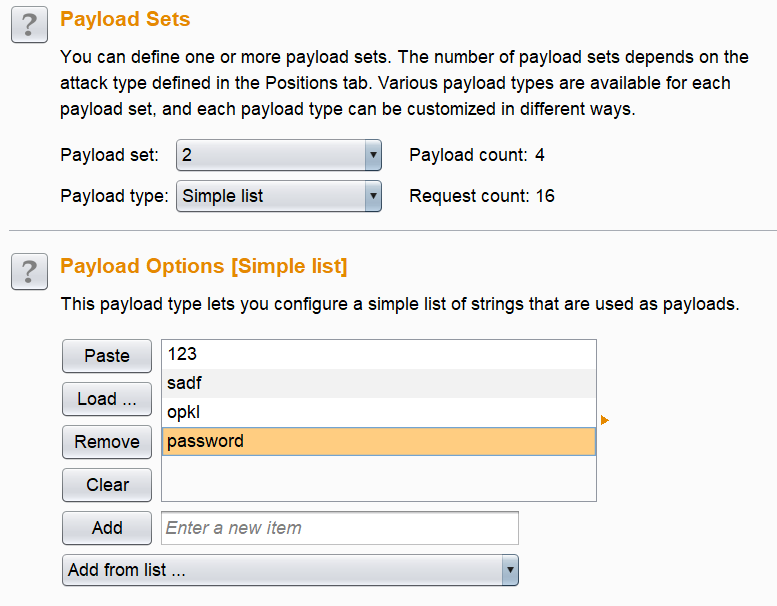 ?
Payload Sets
You can define one or more payload sets. The number of payload sets depends on the
attack type defined in the Positions tab. Various payload types are available for each
payload set, and each payload type can be customized in different ways.
Payload set: 2 Payload count: 4
Payload type: Simple list Request count: 16
?
Payload Options [Simple list]
This payload type lets you configure a simple list of strings that are used as payloads.
Paste 123
sadf
Load ...
opkl
Remove password
Clear
Add Enter a new item
Add from list ...